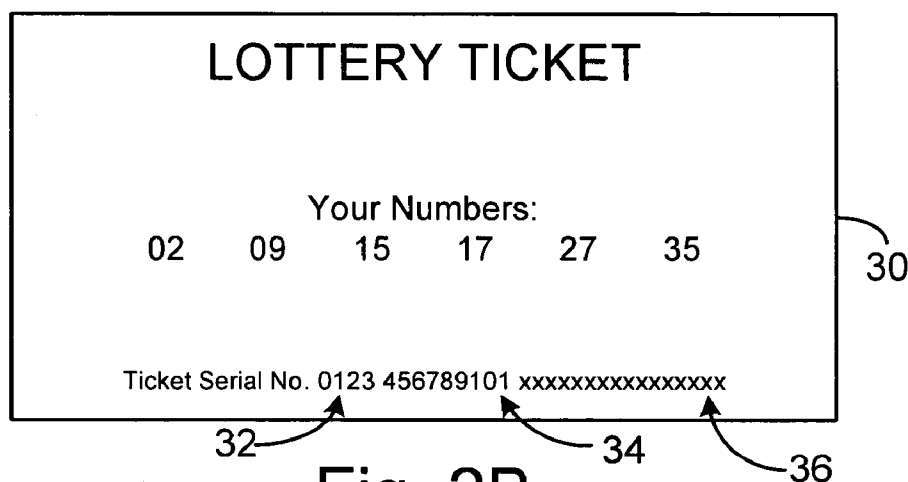 LOTTERY TICKET
Your Numbers:
02 09 15 17 27 35
30
Ticket Serial No. 0123 456789101 xxxxxxxxxxxxxxxx
32 34 36
Fig.